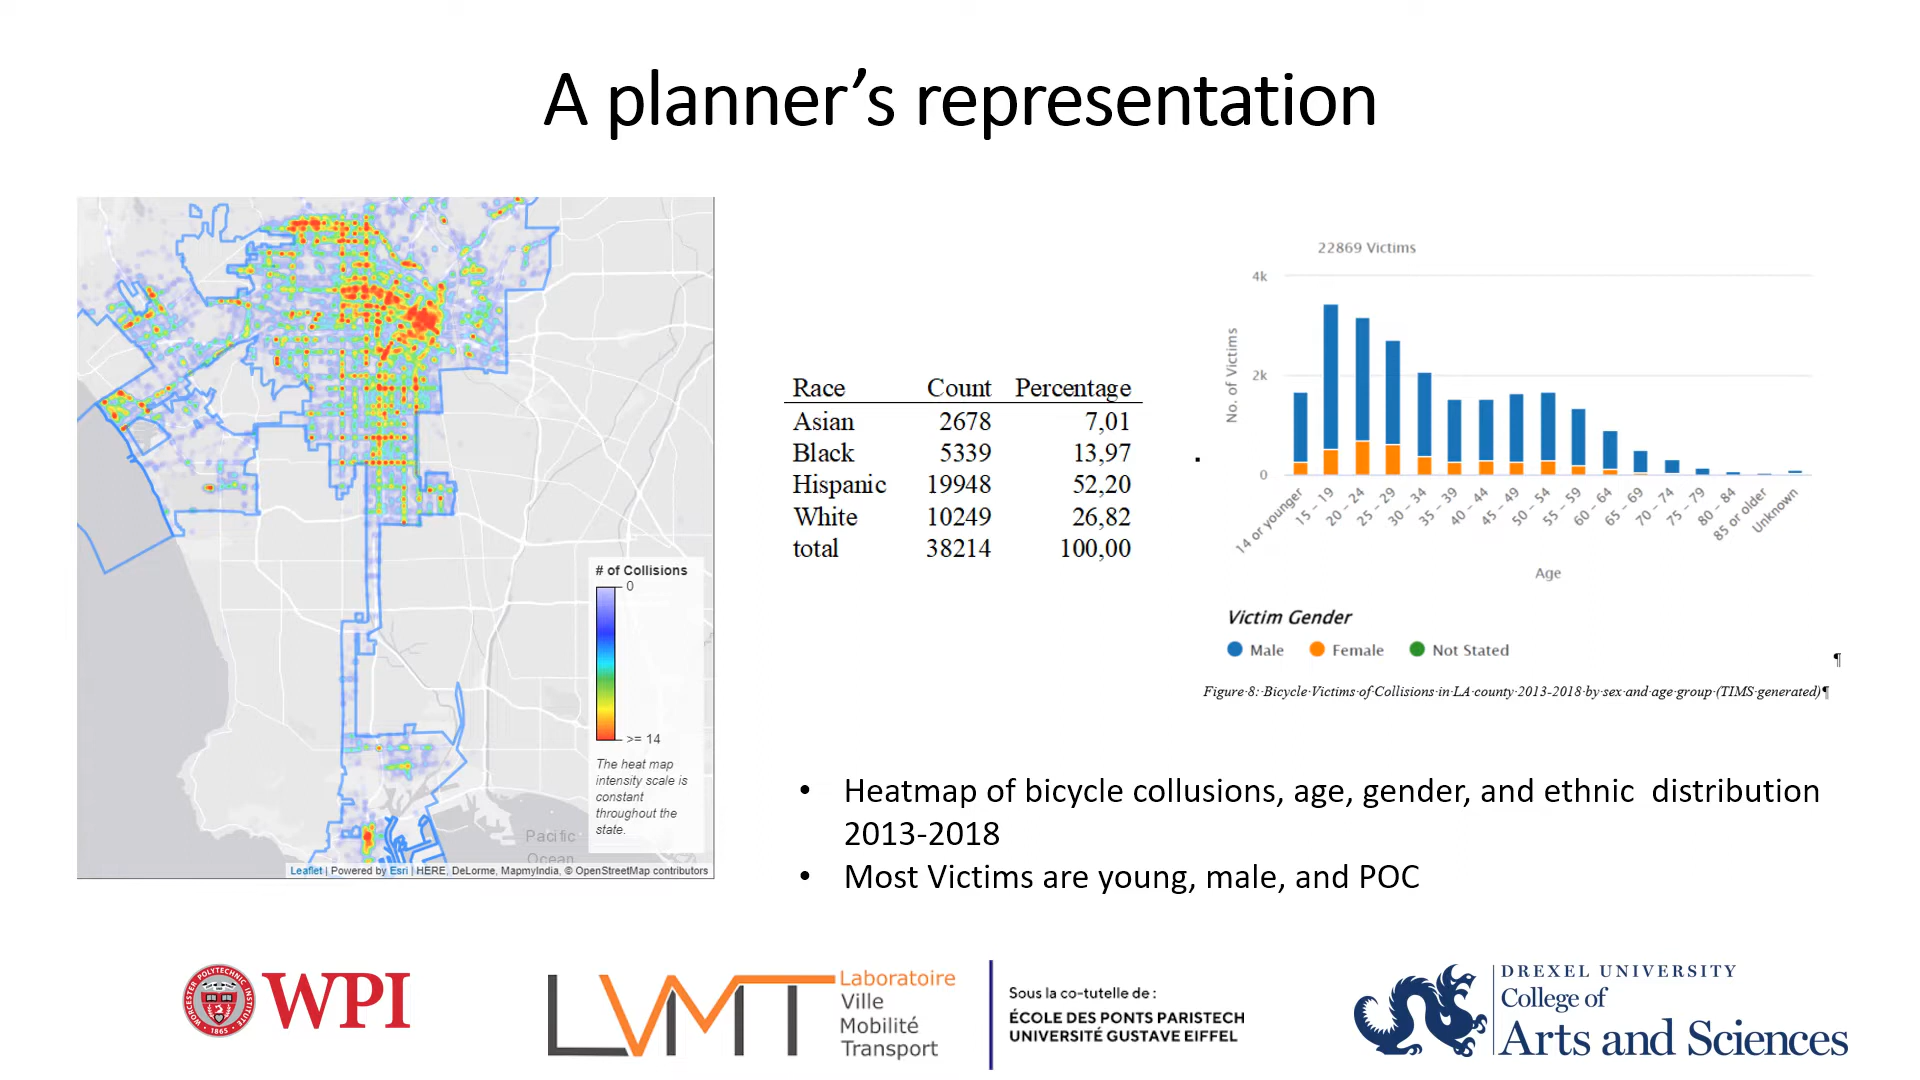 A planner’s representation
# of Collisions
0
>= 14
The heat map
intensity scale is
constant
throughout the
state.
Pacific
Ocean
Leaflet | Powered by Esri | HERE, DeLorme, MapmyIndia, © OpenStreetMap contributors
Race Count Percentage
Asian 2678 7,01
Black 5339 13,97
Hispanic 19948 52,20
White 10249 26,82
total 38214 100,00
.
22869 Victims
4k
2k
0
No. of Victims
14 or younger
15 - 19
20 - 24
25 - 29
30 - 34
35 - 39
40 - 44
45 - 49
50 - 54
55 - 59
60 - 64
65 - 69
70 - 74
75 - 79
80 - 84
85 or older
Unknown
Age
Victim Gender
Male Female Not Stated
¶
Figure·8:·Bicycle·Victims·of·Collisions·in·LA·county·2013-2018·by·sex·and·age·group·(TIMS·generated)¶
• Heatmap of bicycle collusions, age, gender, and ethnic distribution
2013-2018
• Most Victims are young, male, and POC
WORCESTER POLYTECHNIC INSTITUTE
1865
WPI
LVMT
Laboratoire
Ville
Mobilité
Transport
Sous la co-tutelle de :
ÉCOLE DES PONTS PARISTECH
UNIVERSITÉ GUSTAVE EIFFEL
DREXEL UNIVERSITY
College of
Arts and Sciences